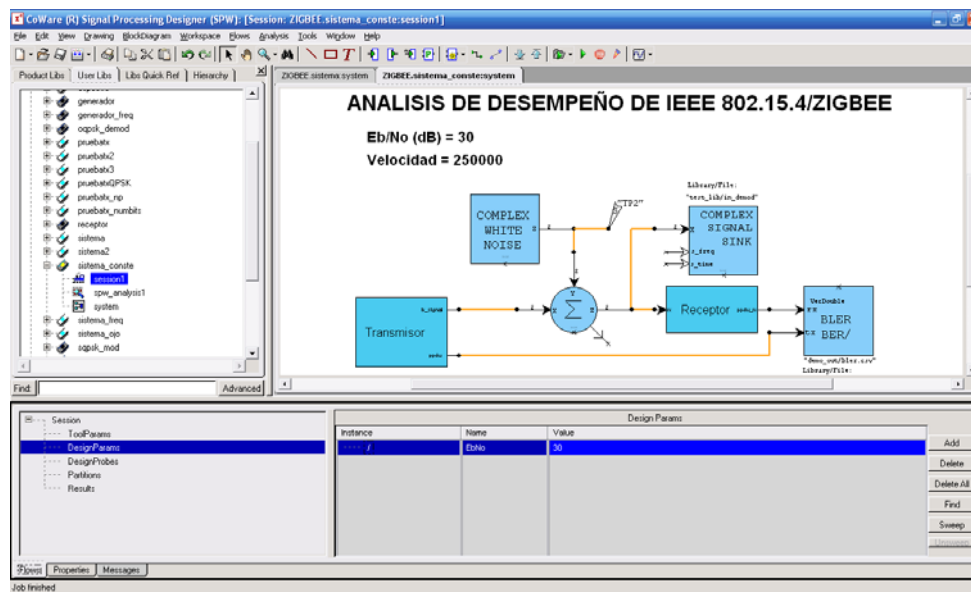 CoWare (R) Signal Processing Designer (SPW): [Session: ZIGBEE.sistema_conste:session1]
File Edit View Drawing BlockDiagram Workspace Flows Analysis Tools Window Help
Product Libs User Libs Libs Quick Ref Hierarchy
ZIGBEE.sistema:system ZIGBEE.sistema_conste:system
generador
generador_freq
oqpsk_demod
pruebatx
pruebatx2
pruebatx3
pruebatxQPSK
pruebatx_np
pruebatx_numbits
receptor
sistema
sistema2
sistema_conste
session1
spw_analysis1
system
sistema_freq
sistema_ojo
sqpsk_mod
Find: Advanced
ANALISIS DE DESEMPEÑO DE IEEE 802.15.4/ZIGBEE
Eb/No (dB) = 30
Velocidad = 250000
COMPLEX
WHITE
NOISE
"TP2"
Library/File:
"test_lib/in_demod"
COMPLEX
SIGNAL
SINK
Transmisor
Σ
Receptor
UseDouble
BLER
BER/
"demo_out/bler.srv"
Library/File:
Session
ToolParams
DesignParams
DesignProbes
Partitions
Results
Design Params
Instance Name Value
/ EbNo 30
Add
Delete
Delete All
Find
Sweep
Unsweep
Flows Properties Messages
Job finished